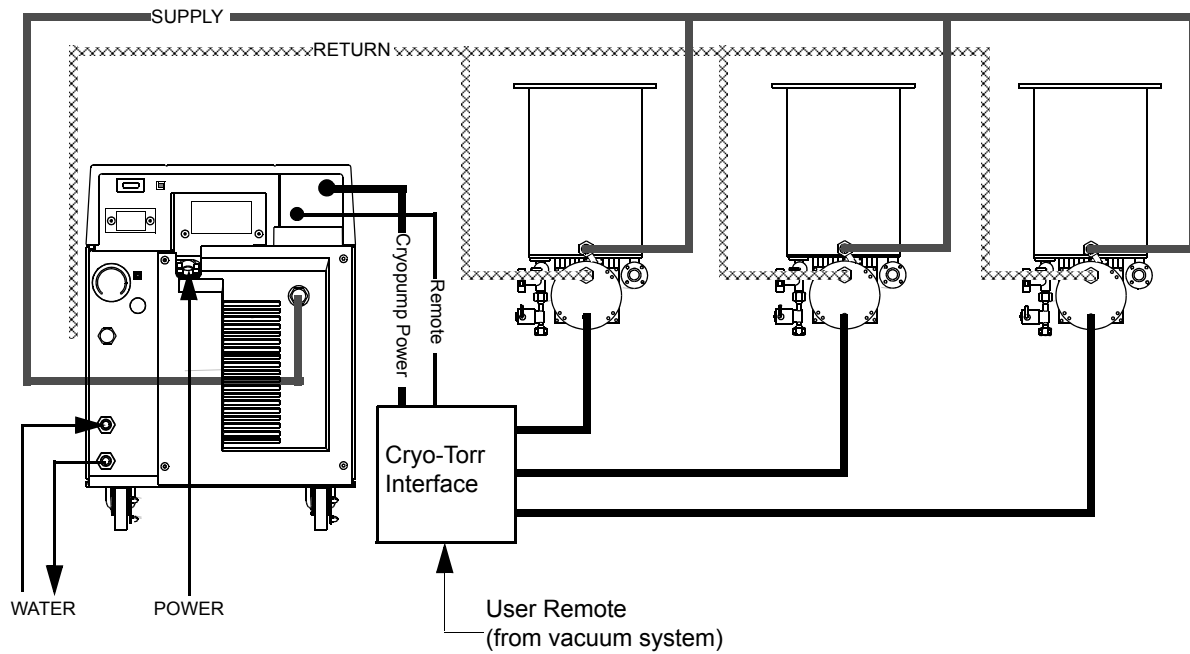 SUPPLY
RETURN
Cryopump Power
Remote
Cryo-Torr
Interface
WATER
POWER
User Remote
(from vacuum system)